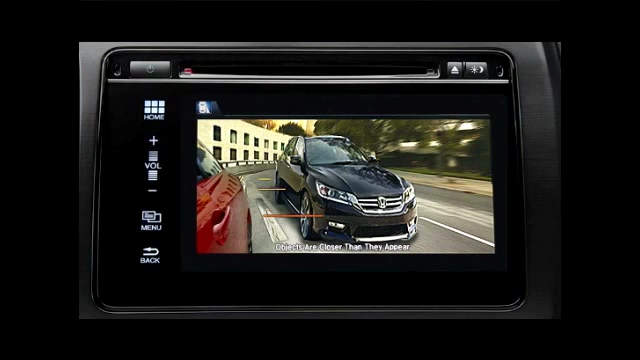 HOME
+
VOL
−
MENU
BACK
Objects Are Closer Than They Appear